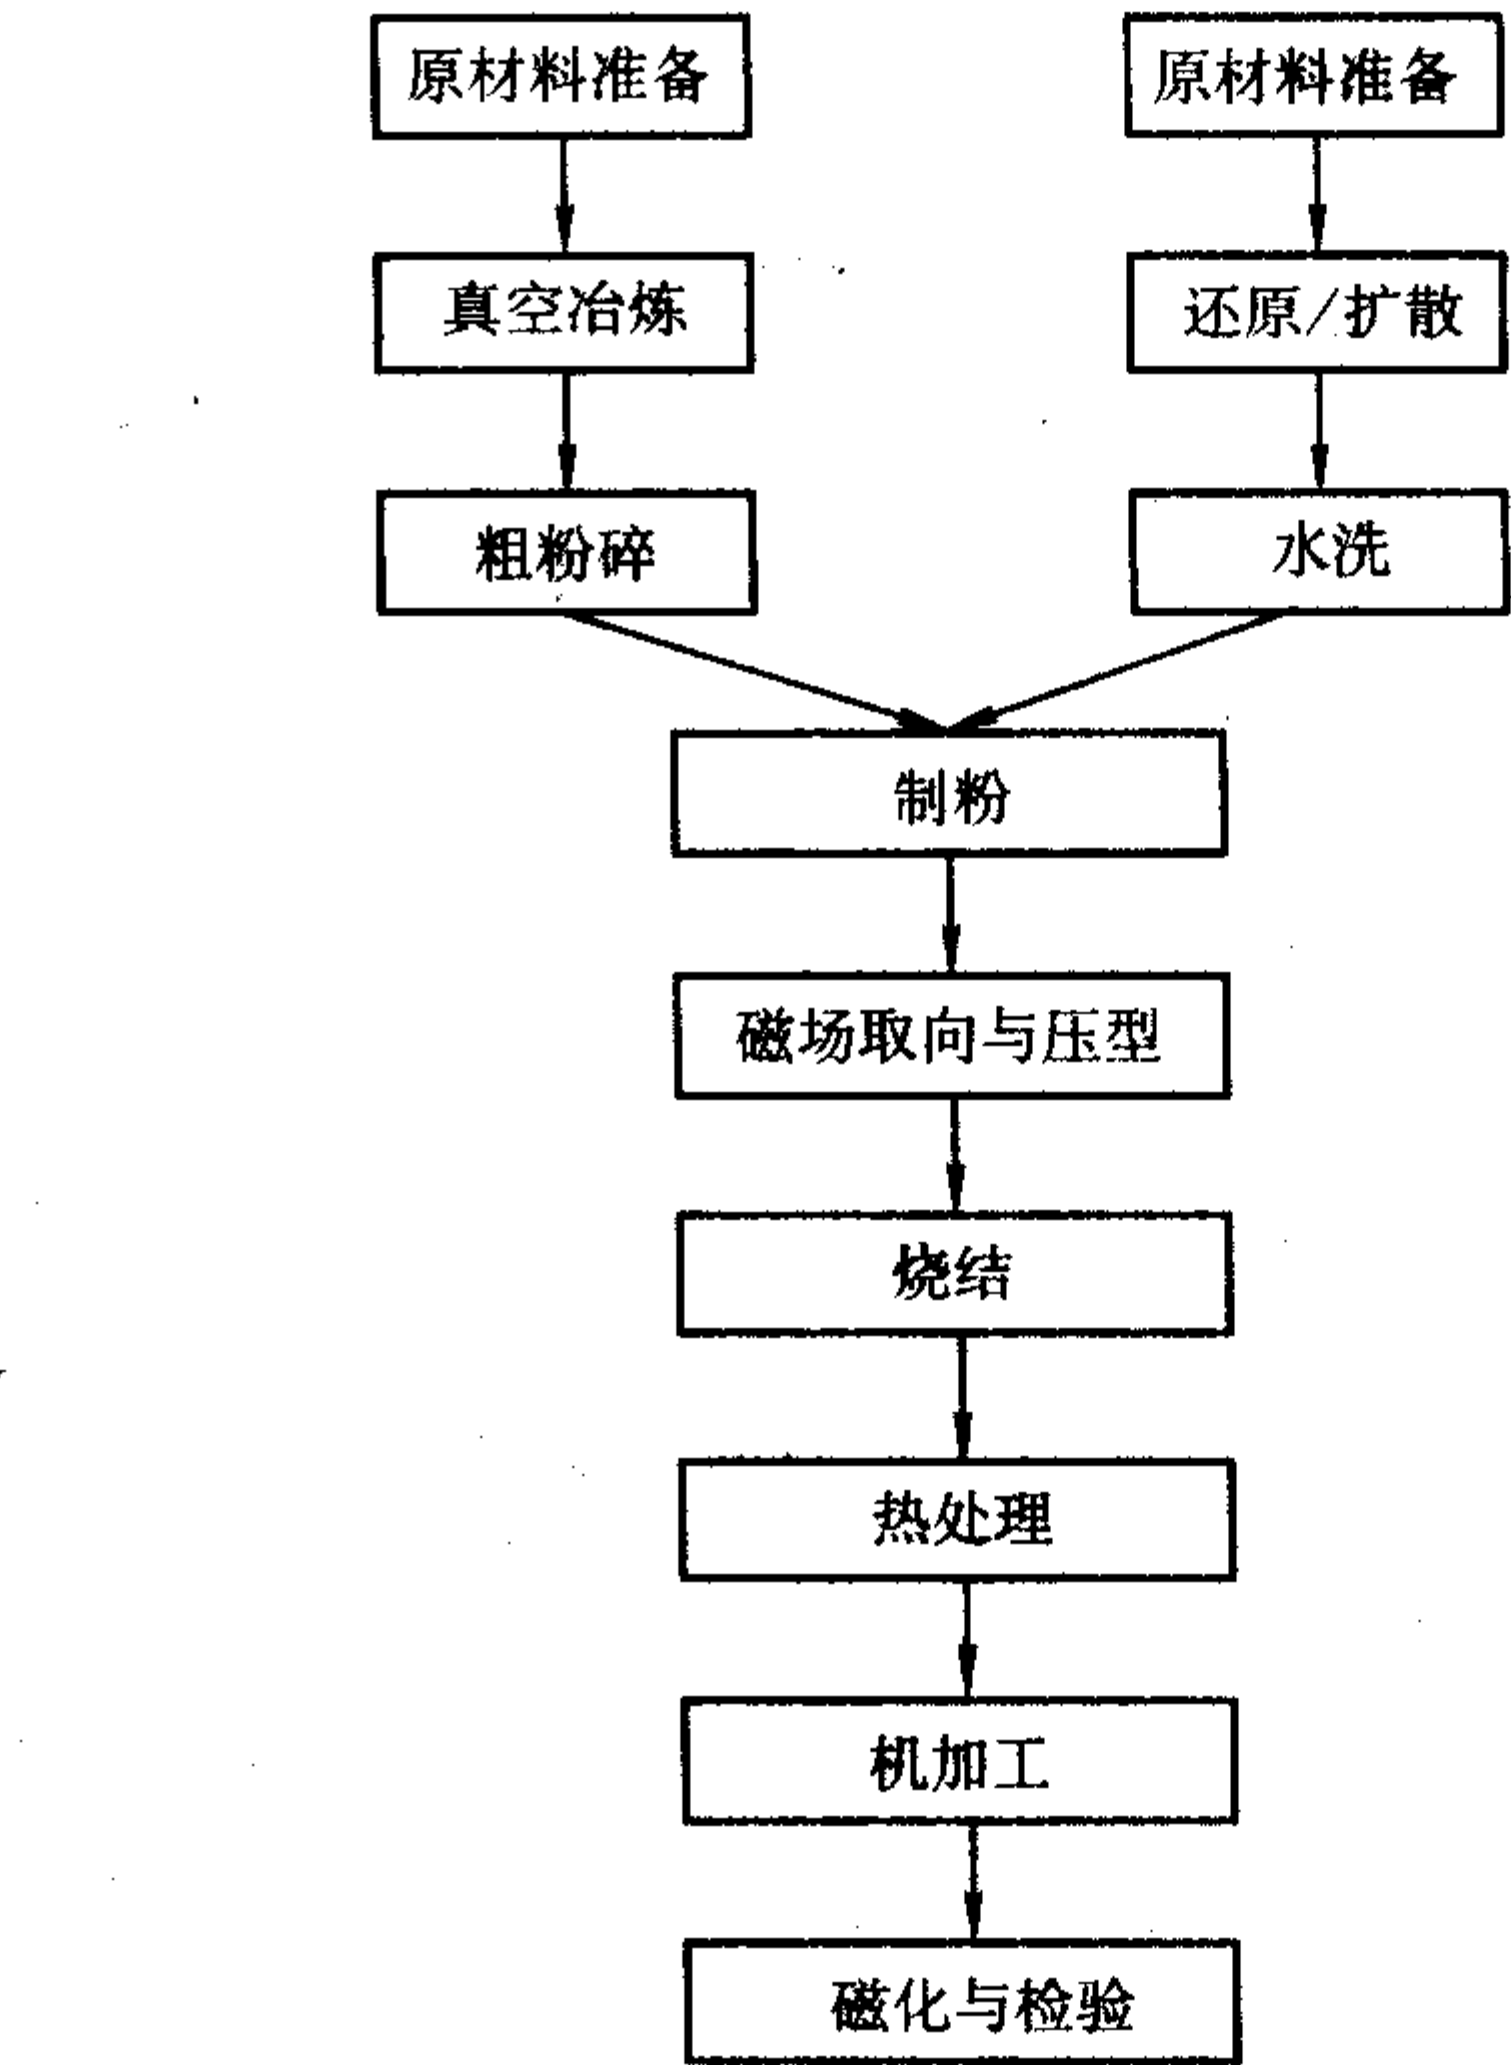 原材料准备
原材料准备
真空冶炼
还原/扩散
粗粉碎
水洗
制粉
磁场取向与压型
烧结
热处理
机加工
磁化与检验